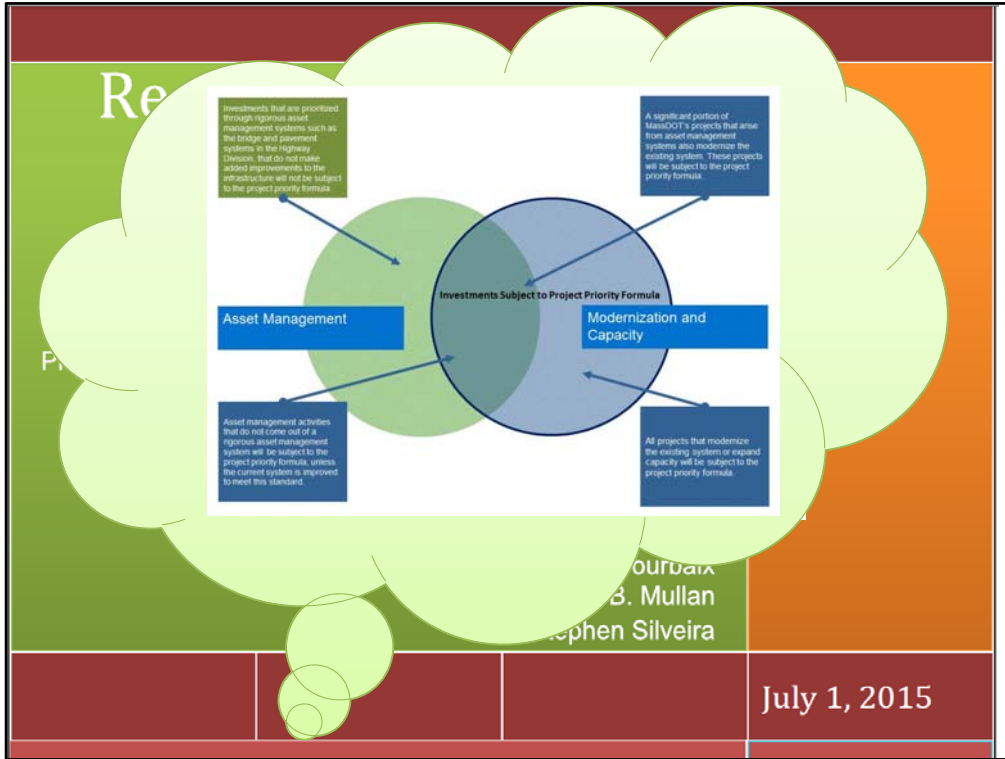 Re
Investments that are prioritized
through rigorous asset
management systems such as
the bridge and pavement
systems in the Highway
Division, that do not make
added improvements to the
infrastructure will not be subject
to the project priority formula
A significant portion of
MassDOT's projects that arise
from asset management
systems also modernize the
existing system. These projects
will be subject to the project
priority formula
Investments Subject to Project Priority Formula
Asset Management
Modernization and
Capacity
Asset management activities
that do not come out of a
rigorous asset management
system will be subject to the
project priority formula, unless
the current system is improved
to meet this standard.
All projects that modernize
the existing system or expand
capacity will be subject to the
project priority formula.
ourbaix
B. Mullan
ephen Silveira
July 1, 2015